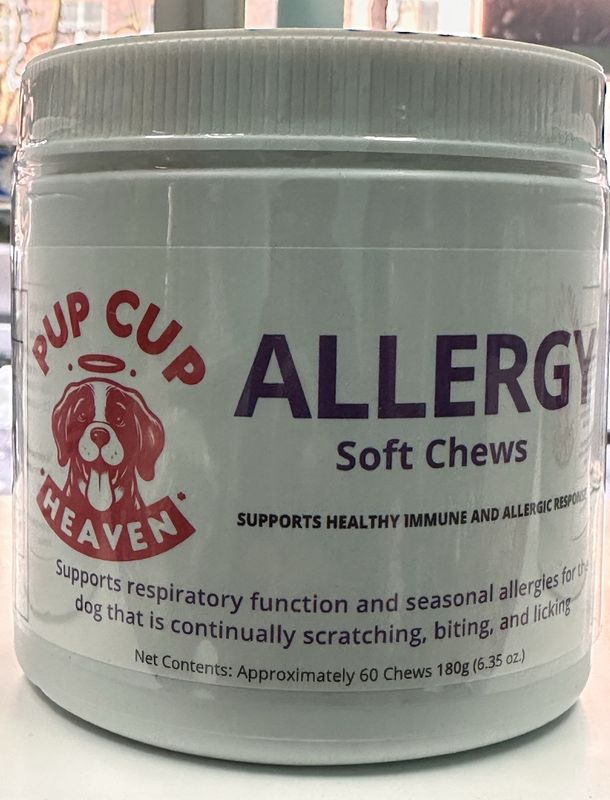 PUP CUP
HEAVEN
ALLERGY
Soft Chews
SUPPORTS HEALTHY IMMUNE AND ALLERGIC RESPONSE
Supports respiratory function and seasonal allergies for the
dog that is continually scratching, biting, and licking
Net Contents: Approximately 60 Chews 180g (6.35 oz.)